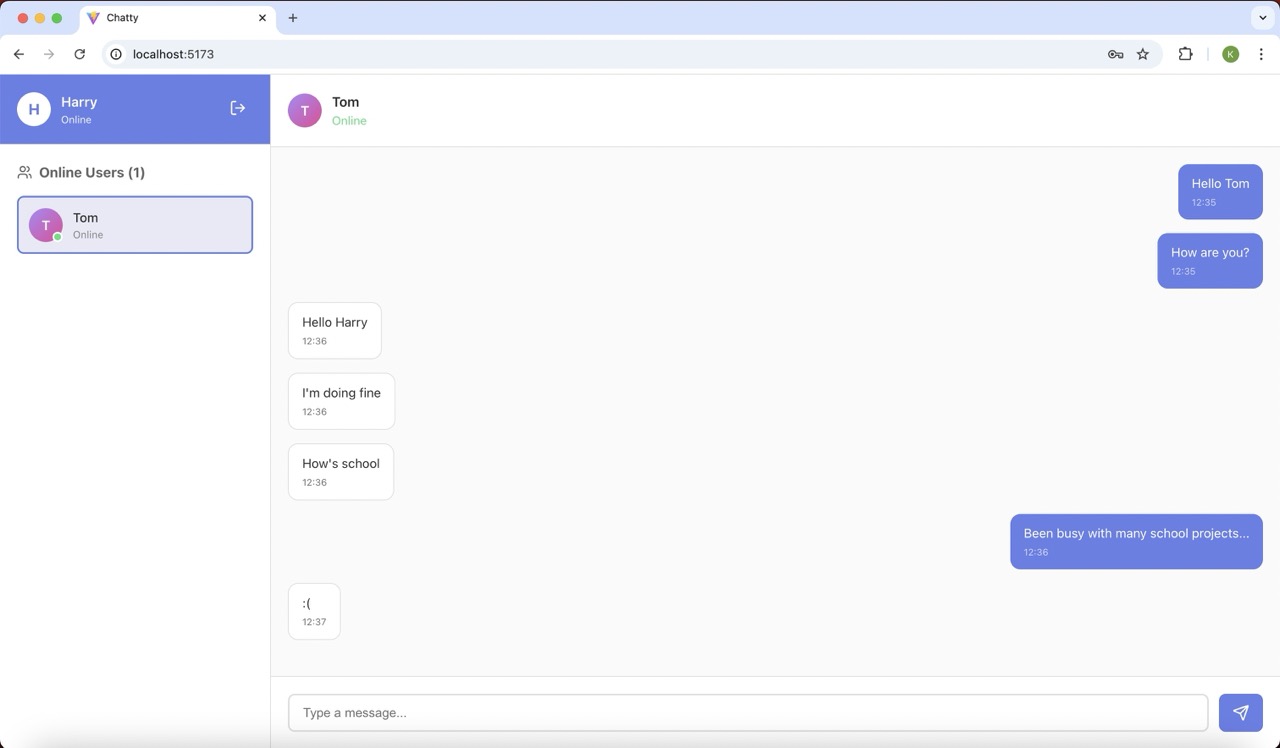 Chatty
localhost:5173
K
H
Harry
Online
Online Users (1)
T
Tom
Online
T
Tom
Online
Hello Tom
12:35
How are you?
12:35
Hello Harry
12:36
I'm doing fine
12:36
How's school
12:36
Been busy with many school projects...
12:36
:(
12:37
Type a message...